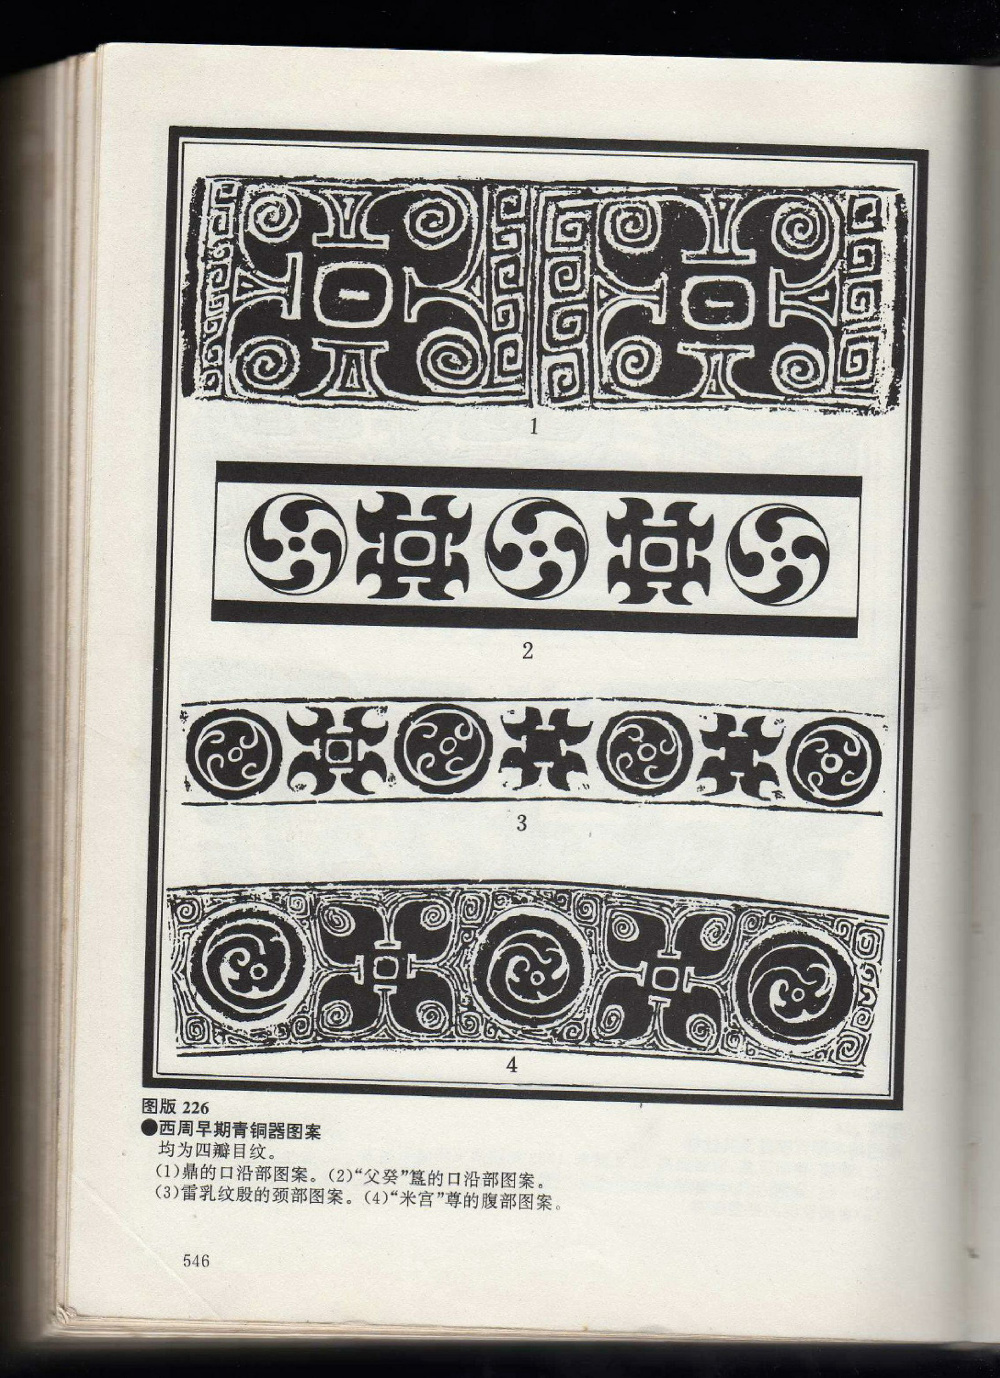 1
2
3
4
图版 226
●西周早期青铜器图案
均为四瓣目纹。
(1)鼎的口沿部图案。(2)“父癸”簋的口沿部图案。
(3)雷乳纹殷的颈部图案。(4)“米宫”尊的腹部图案。
546